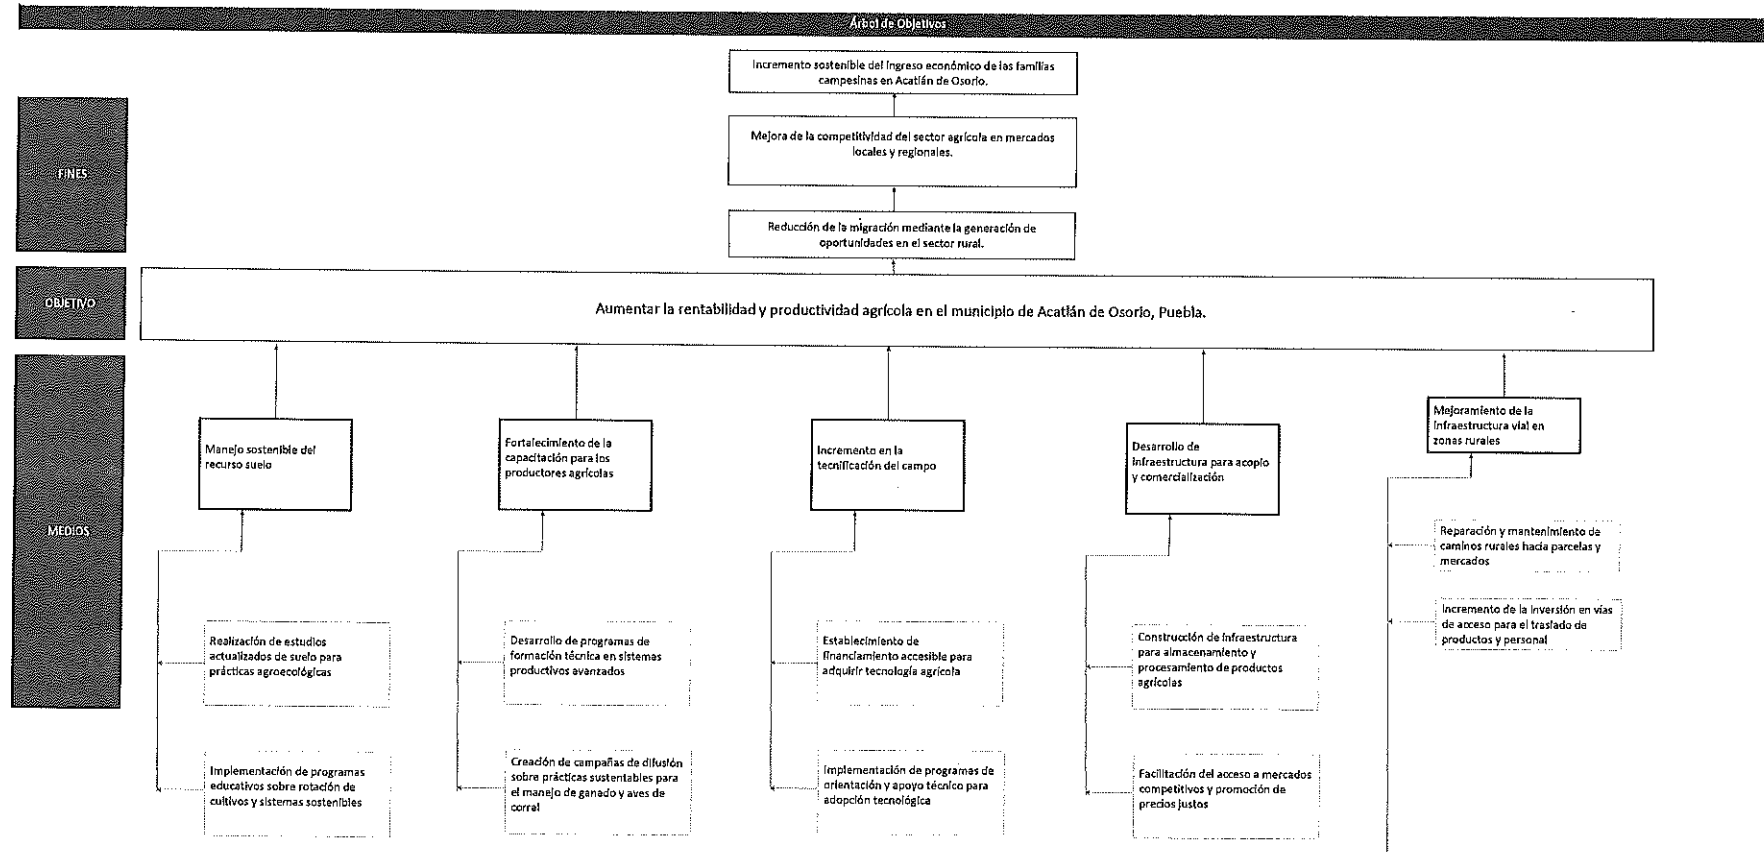 Árbol de Objetivos
Incremento sostenible del ingreso económico de las familias
campesinas en Acatlán de Osorio.
FINES
Mejora de la competitividad del sector agrícola en mercados
locales y regionales.
Reducción de la migración mediante la generación de
oportunidades en el sector rural.
OBJETIVO
Aumentar la rentabilidad y productividad agrícola en el municipio de Acatlán de Osorio, Puebla.
MEDIOS
Manejo sostenible del
recurso suelo
Fortalecimiento de la
capacitación para los
productores agrícolas
Incremento en la
tecnificación del campo
Desarrollo de
infraestructura para acopio
y comercialización
Mejoramiento de la
infraestructura vial en
zonas rurales
Realización de estudios
actualizados de suelo para
prácticas agroecológicas
Desarrollo de programas de
formación técnica en sistemas
productivos avanzados
Establecimiento de
financiamiento accesible para
adquirir tecnología agrícola
Construcción de infraestructura
para almacenamiento y
procesamiento de productos
agrícolas
Reparación y mantenimiento de
caminos rurales hacia parcelas y
mercados
Incremento de la inversión en vías
de acceso para el traslado de
productos y personal
Implementación de programas
educativos sobre rotación de
cultivos y sistemas sostenibles
Creación de campañas de difusión
sobre prácticas sustentables para
el manejo de ganado y aves de
corral
Implementación de programas de
orientación y apoyo técnico para
adopción tecnológica
Facilitación del acceso a mercados
competitivos y promoción de
precios justos